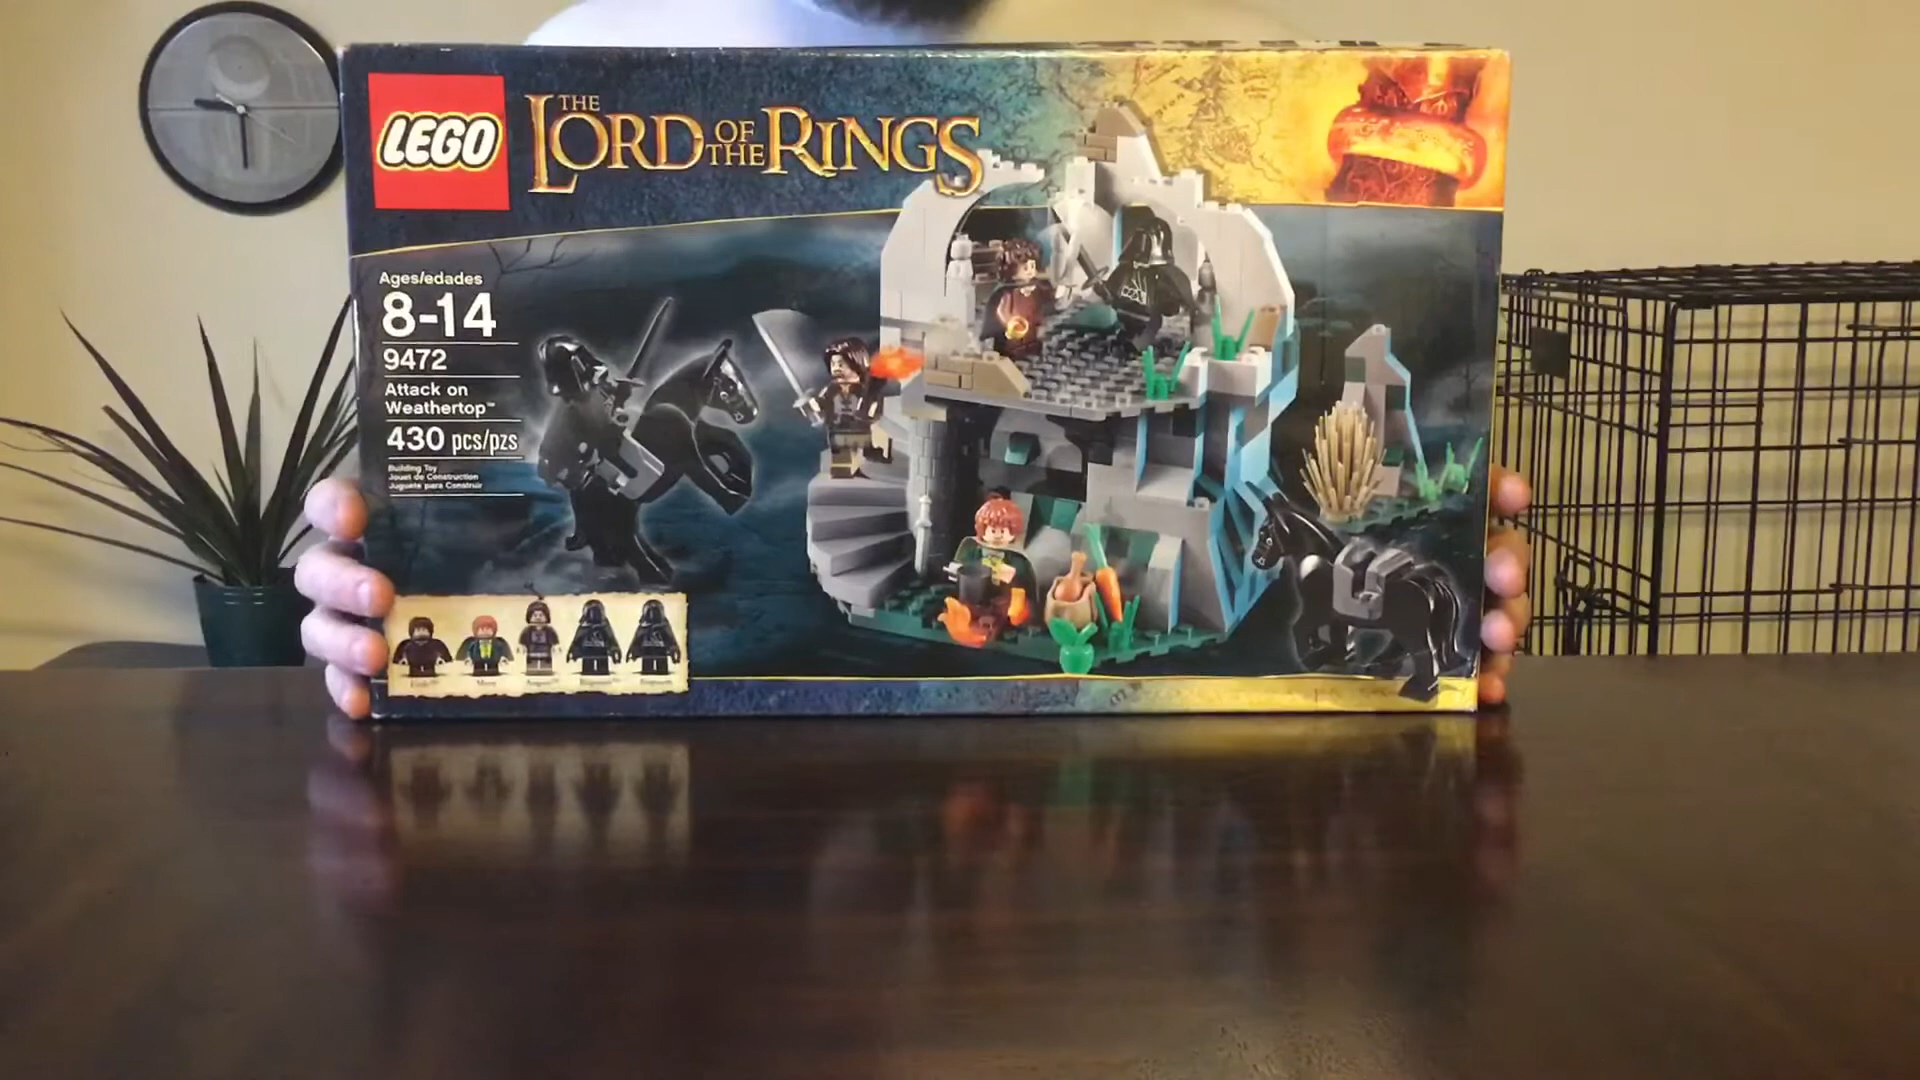 LEGO
THE LORD OF THE RINGS
Ages/edades
8-14
9472
Attack on
Weathertop™
430 pcs/pzs
Building Toy
Jouet de Construction
Juguete para Construir